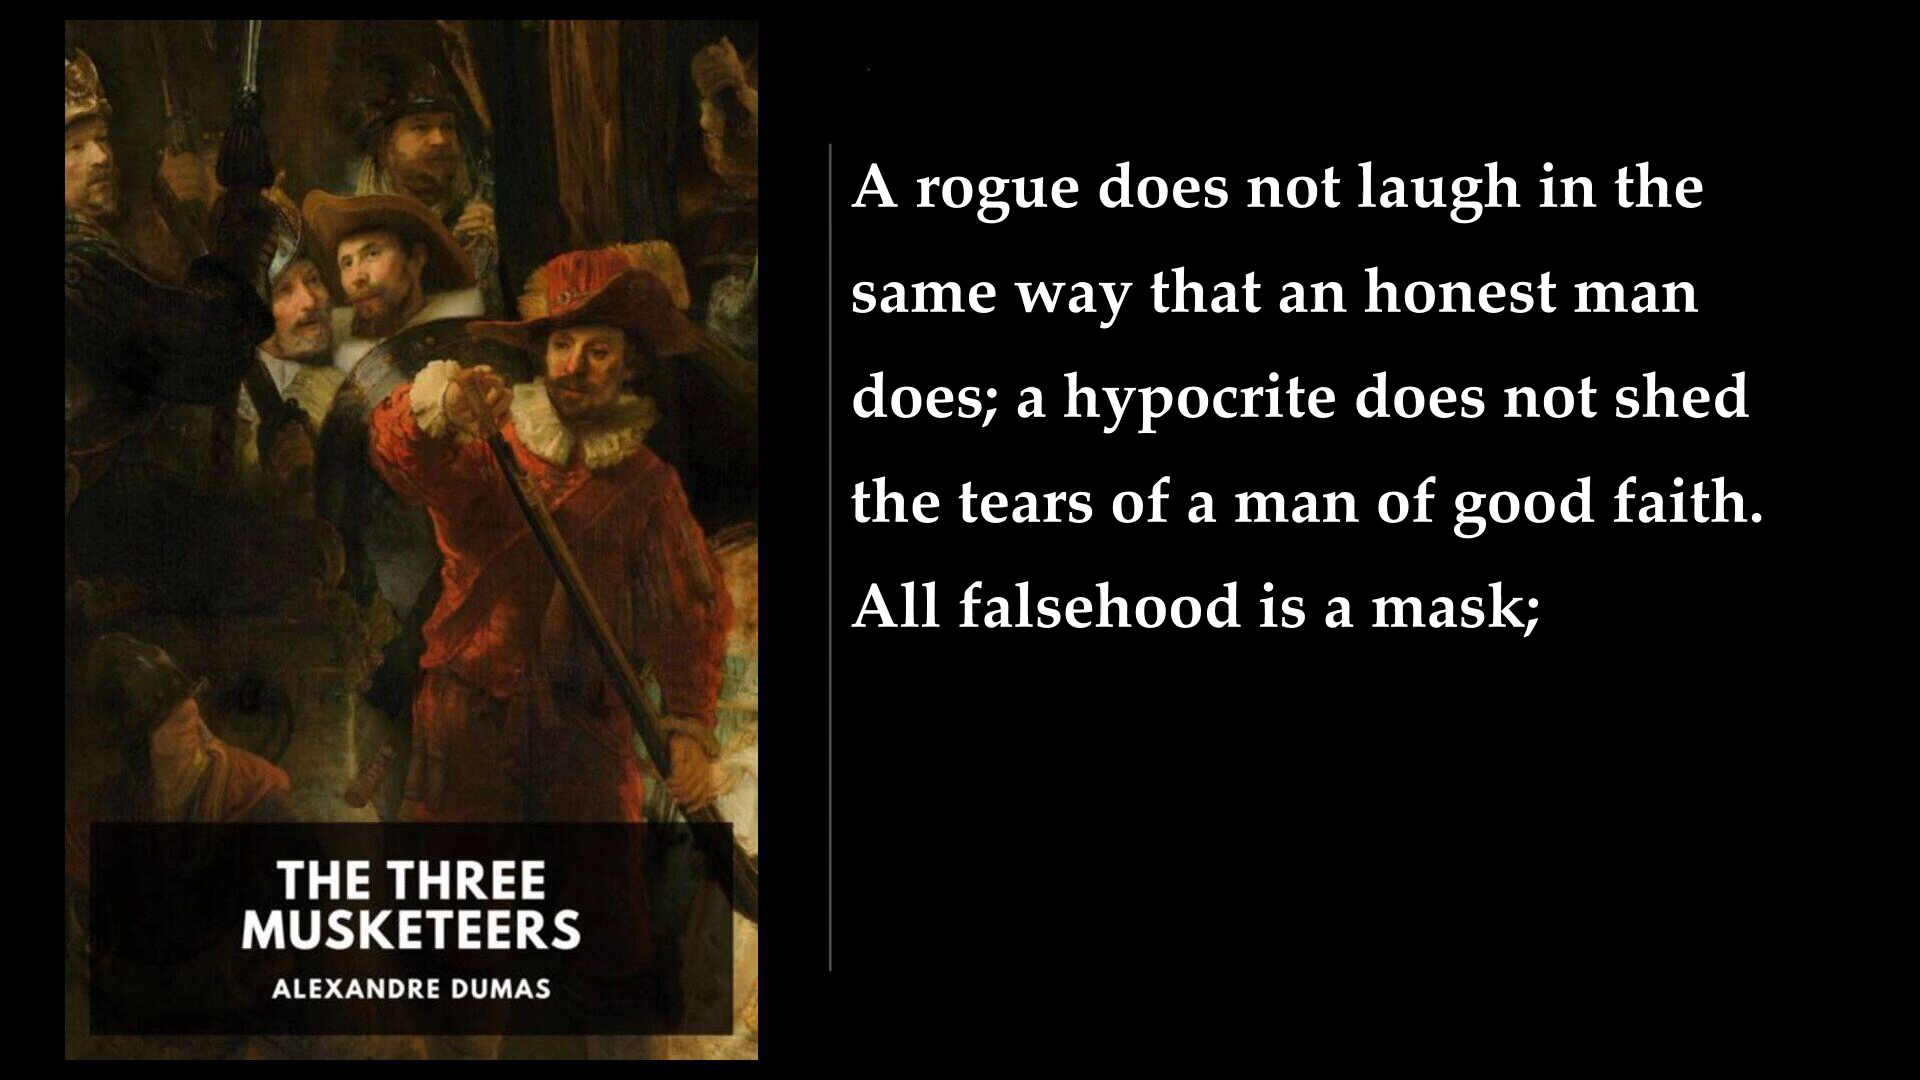 A rogue does not laugh in the
same way that an honest man
does; a hypocrite does not shed
the tears of a man of good faith.
All falsehood is a mask;
THE THREE
MUSKETEERS
ALEXANDRE DUMAS